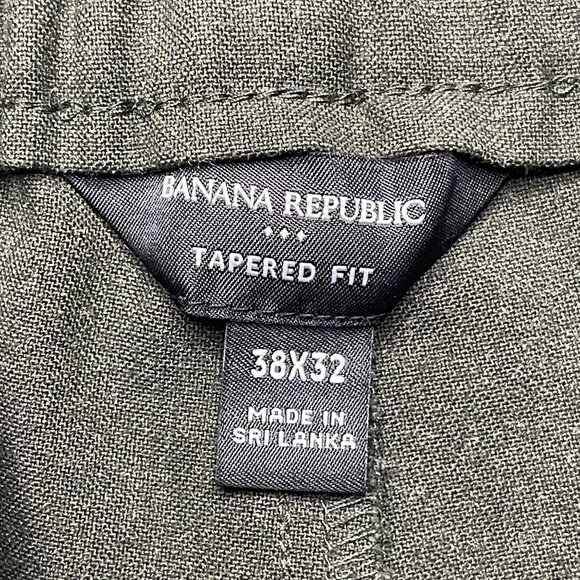 BANANA REPUBLIC
TAPERED FIT
38X32
MADE IN
SRI LANKA